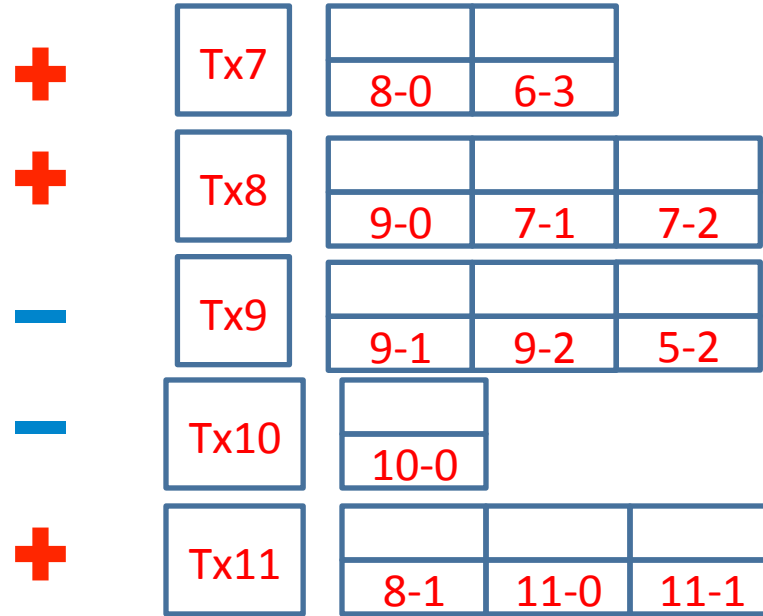 + Tx7 8-0 6-3
+ Tx8 9-0 7-1 7-2
− Tx9 9-1 9-2 5-2
− Tx10 10-0
+ Tx11 8-1 11-0 11-1